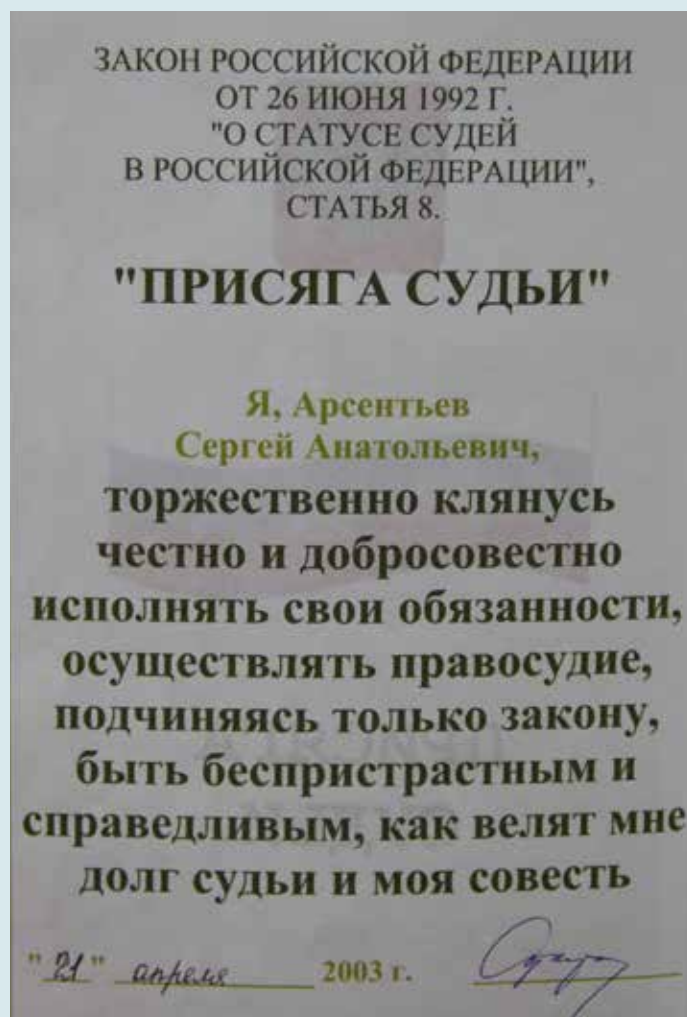 ЗАКОН РОССИЙСКОЙ ФЕДЕРАЦИИ
ОТ 26 ИЮНЯ 1992 Г.
"О СТАТУСЕ СУДЕЙ
В РОССИЙСКОЙ ФЕДЕРАЦИИ",
СТАТЬЯ 8.
"ПРИСЯГА СУДЬИ"
Я, Арсентьев
Сергей Анатольевич,
торжественно клянусь
честно и добросовестно
исполнять свои обязанности,
осуществлять правосудие,
подчиняясь только закону,
быть беспристрастным и
справедливым, как велят мне
долг судьи и моя совесть
"21" апреля 2003 г.